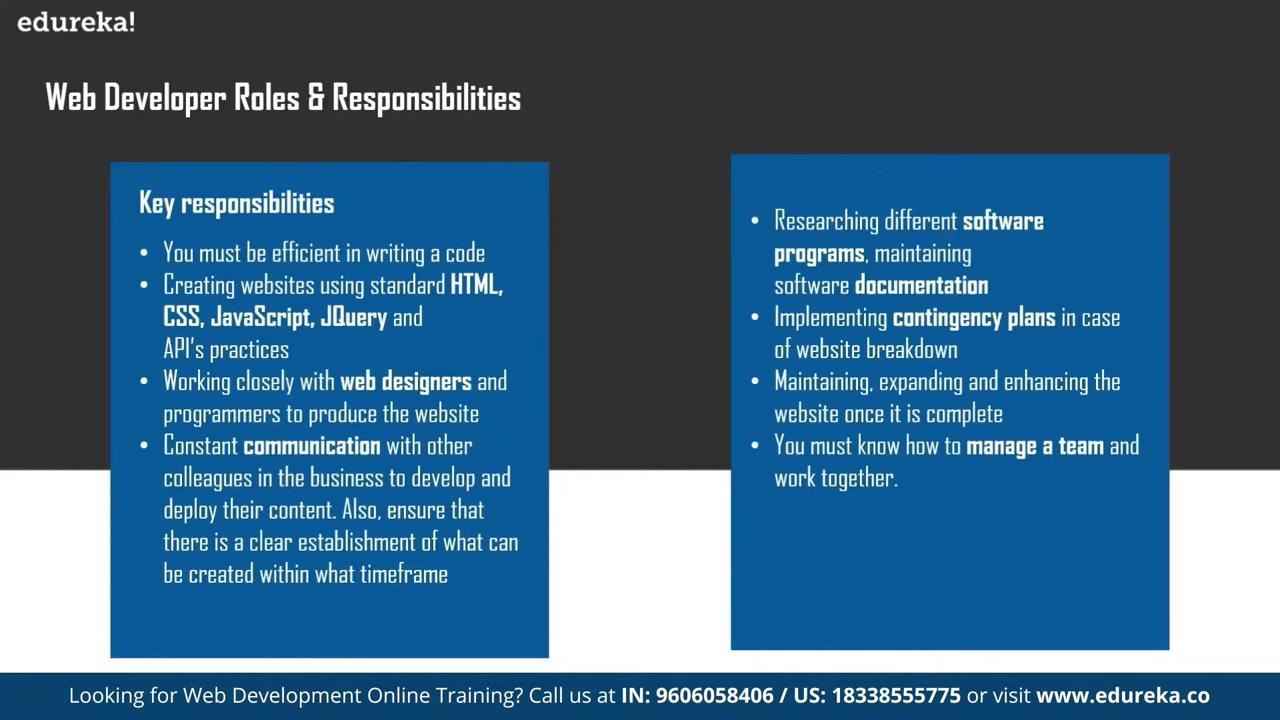 edureka!
Web Developer Roles & Responsibilities
Key responsibilities
• You must be efficient in writing a code
• Creating websites using standard HTML,
CSS, JavaScript, JQuery and
API's practices
• Working closely with web designers and
programmers to produce the website
• Constant communication with other
colleagues in the business to develop and
deploy their content. Also, ensure that
there is a clear establishment of what can
be created within what timeframe
• Researching different software
programs, maintaining
software documentation
• Implementing contingency plans in case
of website breakdown
• Maintaining, expanding and enhancing the
website once it is complete
• You must know how to manage a team and
work together.
Looking for Web Development Online Training? Call us at IN: 9606058406 / US: 18338555775 or visit www.edureka.co